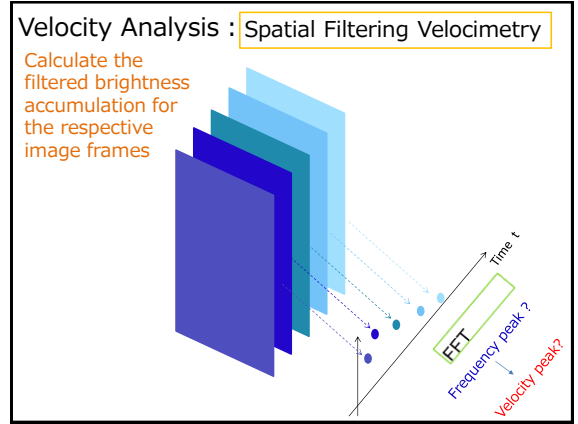 Velocity Analysis : Spatial Filtering Velocimetry
Calculate the
filtered brightness
accumulation for
the respective
image frames
Time t
FFT
Frequency peak ?
Velocity peak?